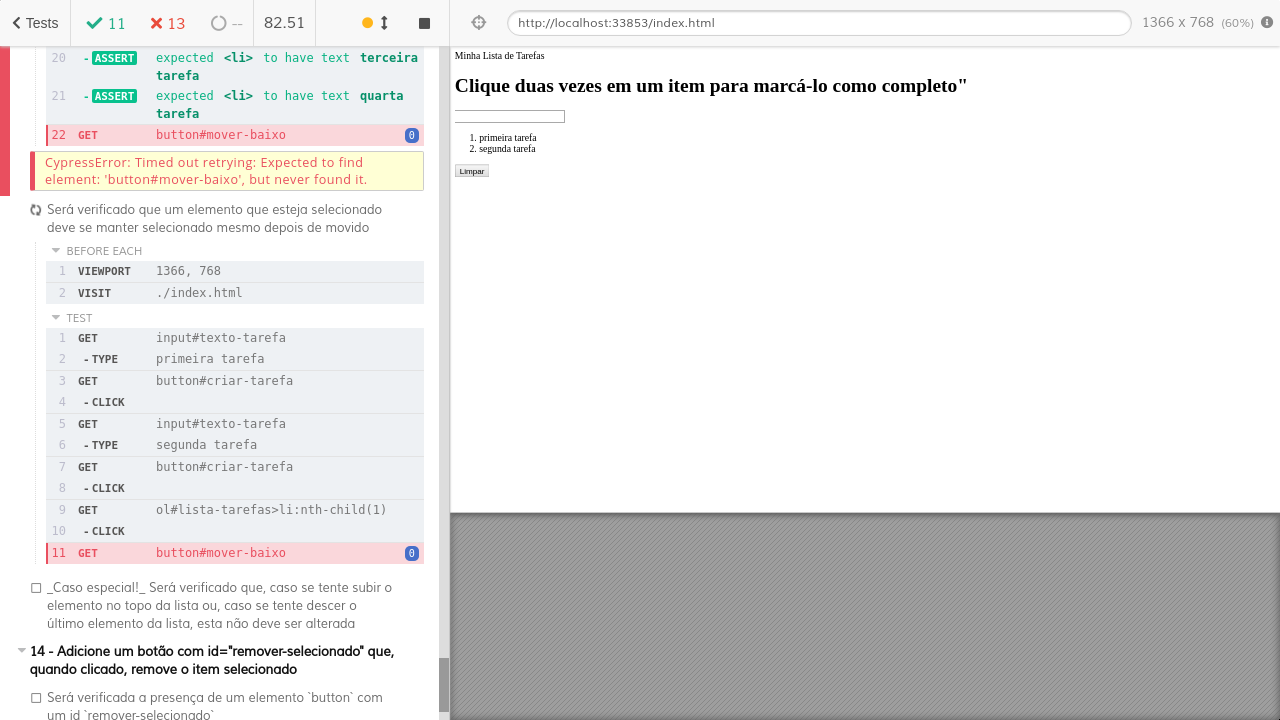 Tests
11
13
--
82.51
http://localhost:33853/index.html
1366 x 768 (60%)
20 -ASSERT expected <li> to have text terceira
tarefa
21 -ASSERT expected <li> to have text quarta
tarefa
22 GET button#mover-baixo 0
CypressError: Timed out retrying: Expected to find
element: 'button#mover-baixo', but never found it.
Será verificado que um elemento que esteja selecionado
deve se manter selecionado mesmo depois de movido
BEFORE EACH
1 VIEWPORT 1366, 768
2 VISIT ./index.html
TEST
1 GET input#texto-tarefa
2 -TYPE primeira tarefa
3 GET button#criar-tarefa
4 -CLICK
5 GET input#texto-tarefa
6 -TYPE segunda tarefa
7 GET button#criar-tarefa
8 -CLICK
9 GET ol#lista-tarefas>li:nth-child(1)
10 -CLICK
11 GET button#mover-baixo 0
_Caso especial!_ Será verificado que, caso se tente subir o
elemento no topo da lista ou, caso se tente descer o
último elemento da lista, esta não deve ser alterada
14 - Adicione um botão com id="remover-selecionado" que,
quando clicado, remove o item selecionado
Será verificada a presença de um elemento `button` com
um id `remover-selecionado`
Minha Lista de Tarefas
Clique duas vezes em um item para marcá-lo como completo"
1. primeira tarefa
2. segunda tarefa
Limpar